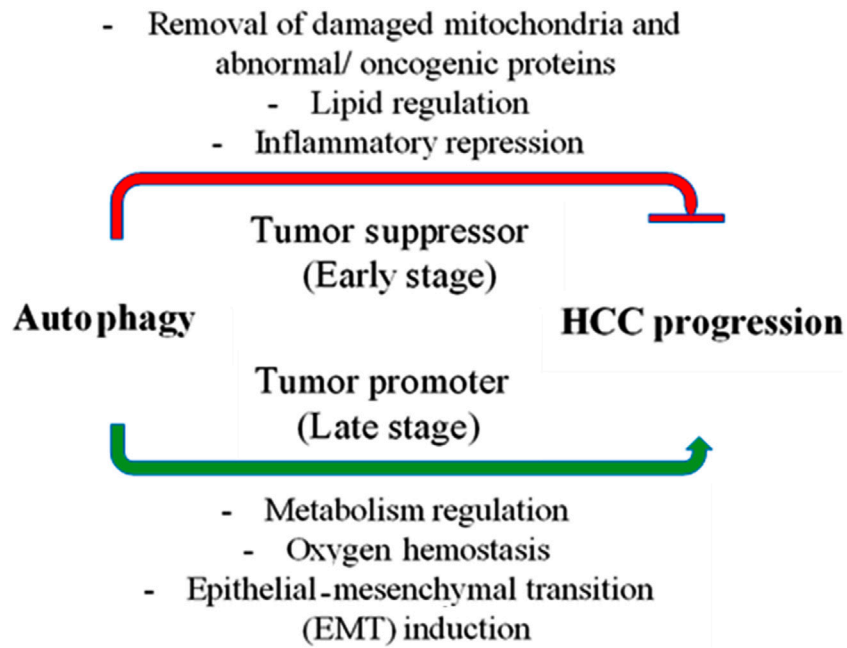 - Removal of damaged mitochondria and
abnormal/ oncogenic proteins
- Lipid regulation
- Inflammatory repression
Tumor suppressor
(Early stage)
Autophagy
HCC progression
Tumor promoter
(Late stage)
- Metabolism regulation
- Oxygen hemostasis
- Epithelial-mesenchymal transition
(EMT) induction